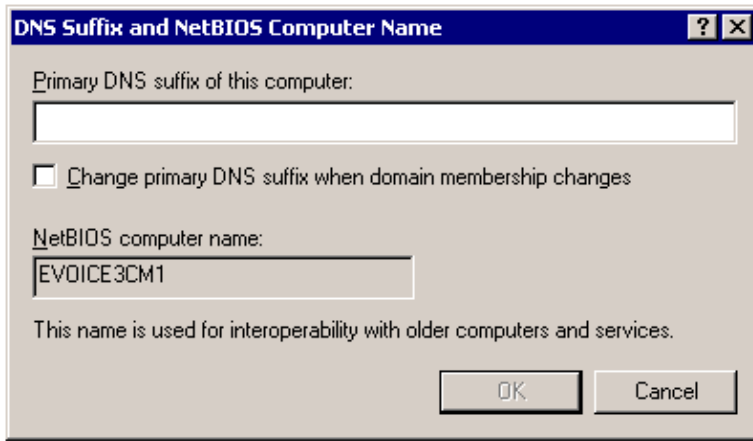 DNS Suffix and NetBIOS Computer Name
Primary DNS suffix of this computer:
Change primary DNS suffix when domain membership changes
NetBIOS computer name:
EVOICE3CM1
This name is used for interoperability with older computers and services.
OK Cancel